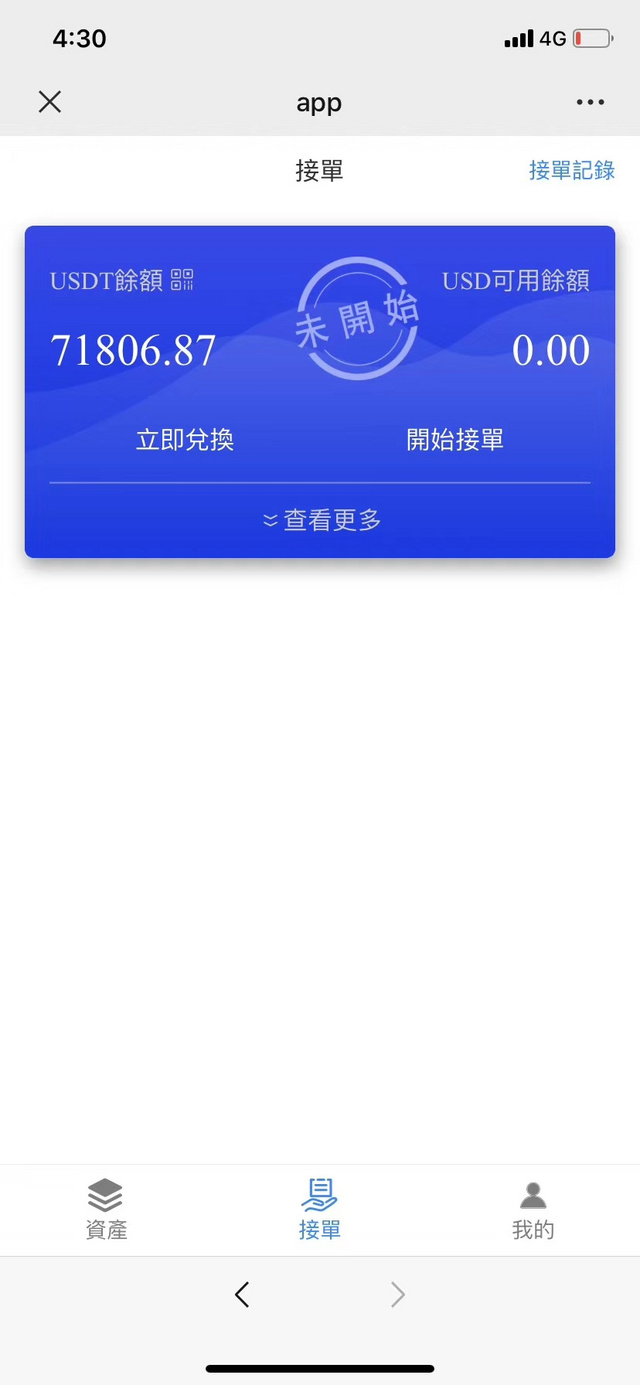 4:30
4G
app
接單
接單記錄
USDT餘額
USD可用餘額
未開始
71806.87
0.00
立即兌換
開始接單
查看更多
資產
接單
我的